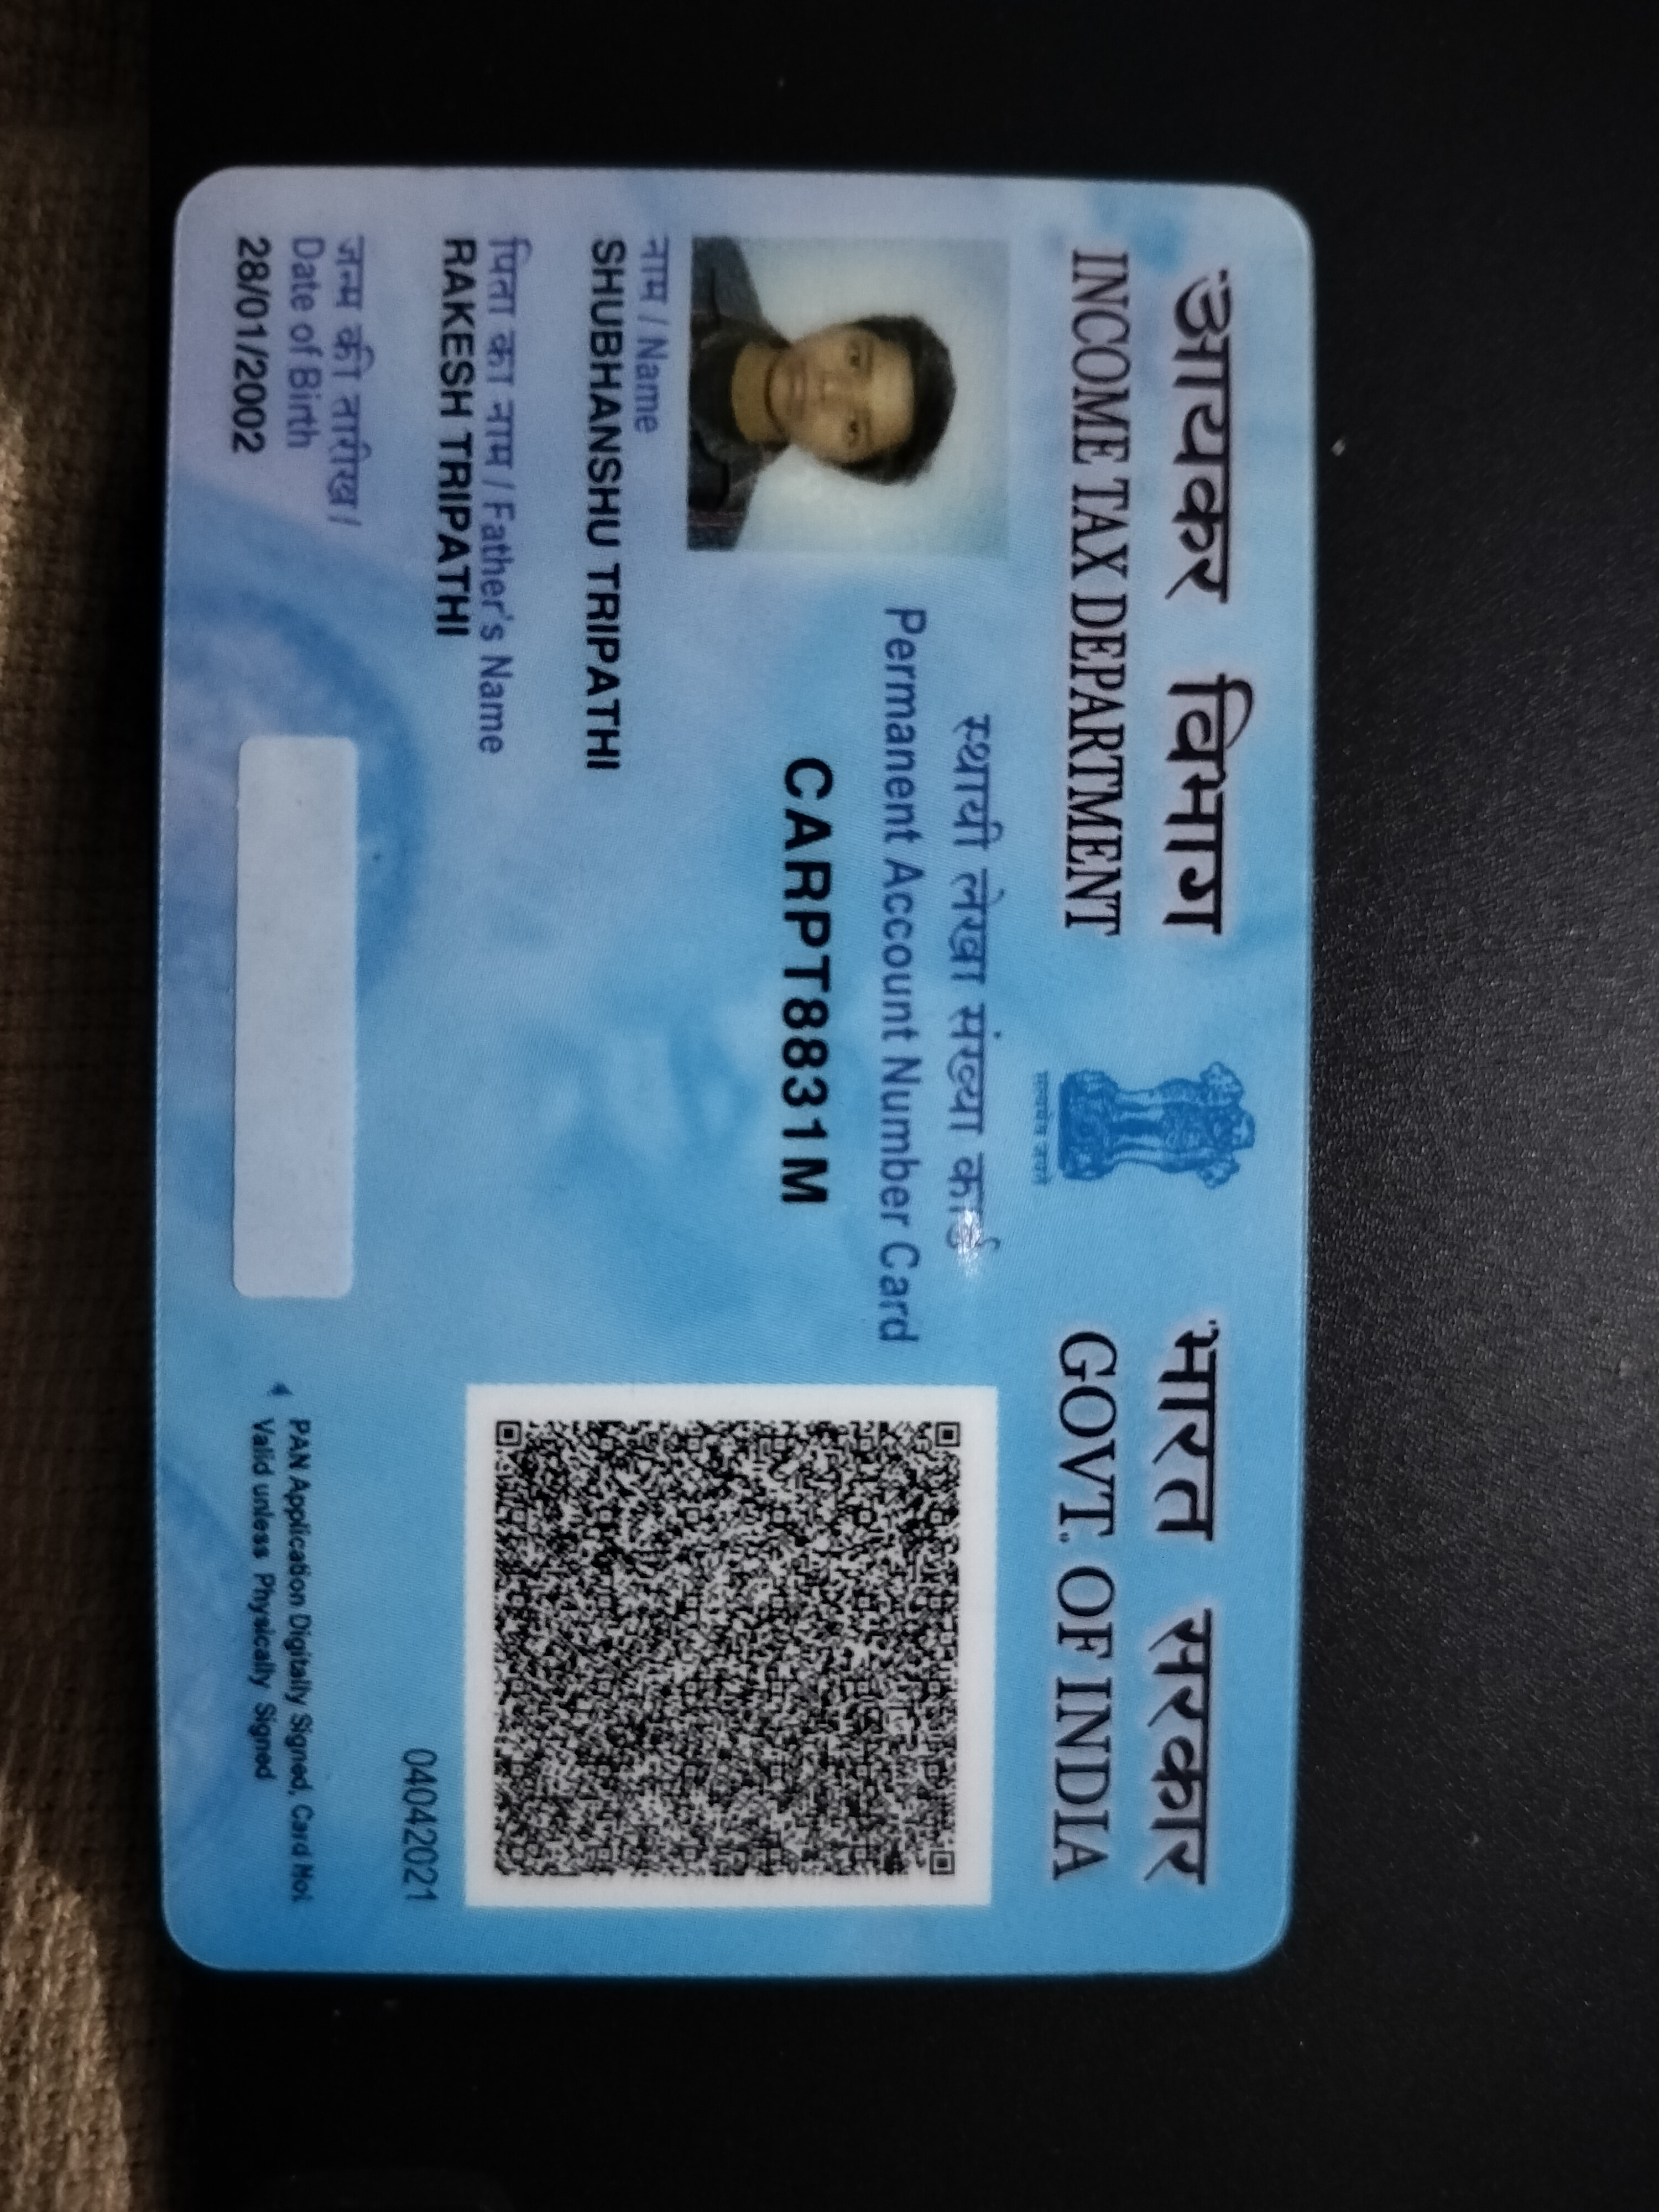 आयकर विभाग
INCOME TAX DEPARTMENT
सत्यमेव जयते
भारत सरकार
GOVT. OF INDIA
स्थायी लेखा संख्या कार्ड
Permanent Account Number Card
CARPT8831M
नाम / Name
SHUBHANSHU TRIPATHI
पिता का नाम / Father's Name
RAKESH TRIPATHI
जन्म की तारीख /
Date of Birth
28/01/2002
04042021
PAN Application Digitally Signed, Card Not
Valid unless Physically Signed